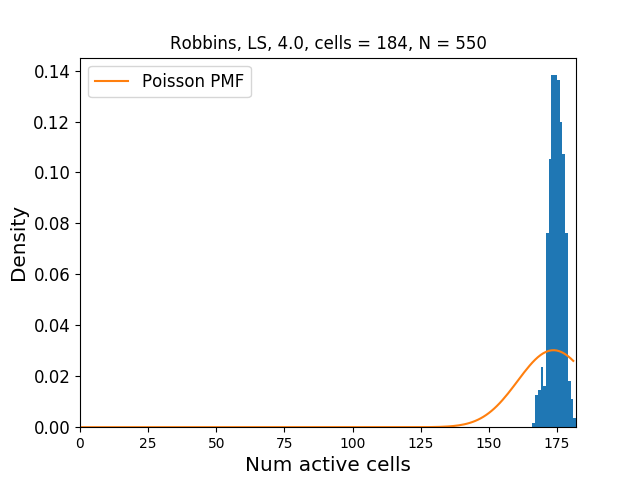 Robbins, LS, 4.0, cells = 184, N = 550
Poisson PMF
Density
0.14
0.12
0.10
0.08
0.06
0.04
0.02
0.00
0 25 50 75 100 125 150 175
Num active cells